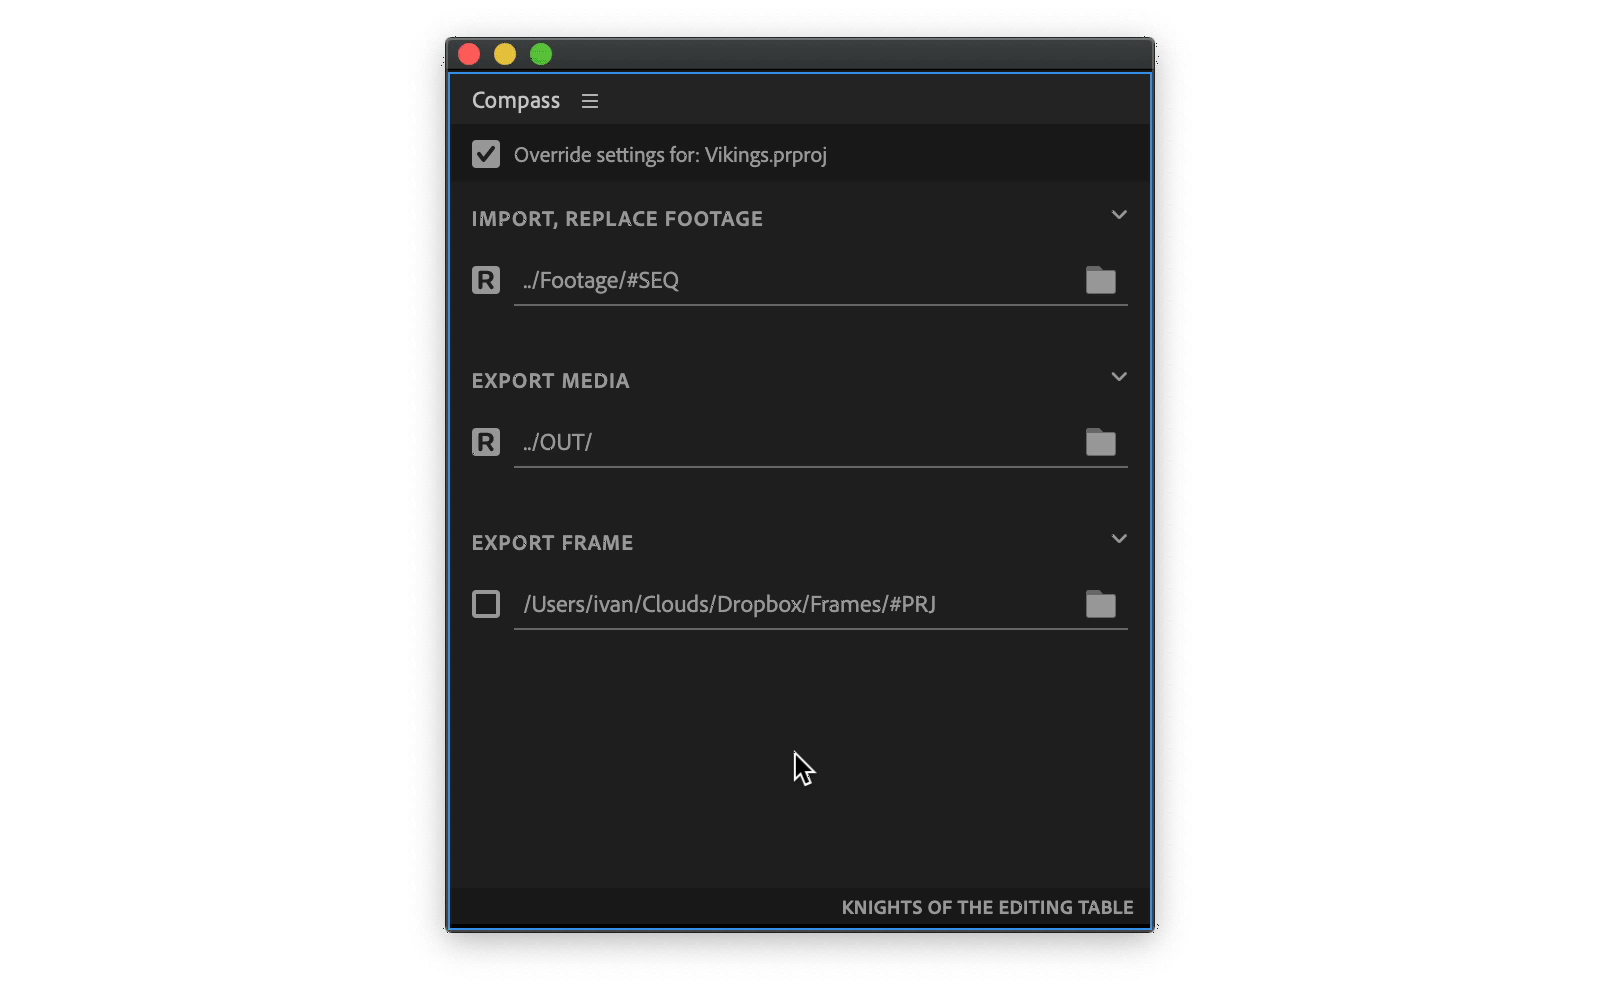 Compass
Override settings for: Vikings.prproj
IMPORT, REPLACE FOOTAGE
R ../Footage/#SEQ
EXPORT MEDIA
R ../OUT/
EXPORT FRAME
/Users/ivan/Clouds/Dropbox/Frames/#PRJ
KNIGHTS OF THE EDITING TABLE